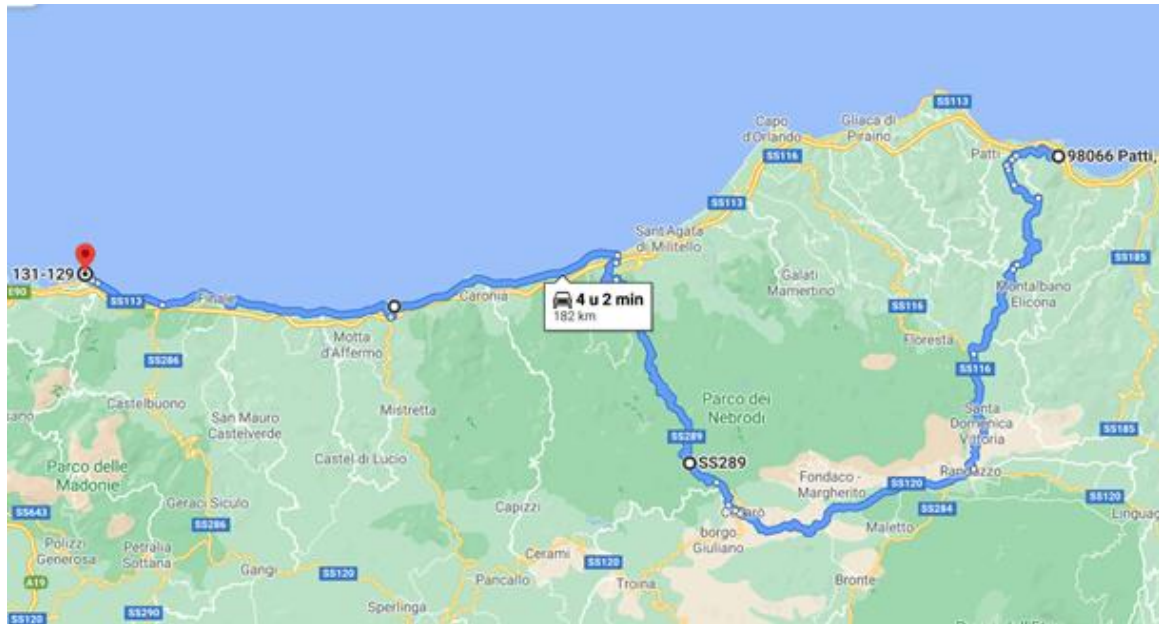 SS113
Capo
d'Orlando
Gliaca di
Piraino
SS116
Patti
98066 Patti,
SS113
Sant'Agata
di Militello
SS185
131-129
E90
SS113
Finale
Caronia
4 u 2 min
182 km
Galati
Mamertino
Montalbano
Elicona
SS116
Motta
d'Affermo
Floresta
SS286
SS116
Castelbuono
San Mauro
Castelverde
Mistretta
Parco dei
Nebrodi
Santa
Domenica
Vittoria
SS289
SS185
Castel di Lucio
SS289
Parco delle
Madonie
Fondaco -
Margherito
Randazzo
SS120
SS120
Geraci Siculo
Capizzi
Cesarò
SS284
Linguag
SS643
SS286
borgo
Giuliano
Maletto
Polizzi
Generosa
Petralia
Sottana
Gangi
SS120
Cerami
SS120
A19
Pancallo
Troina
Bronte
SS290
Sperlinga
SS120